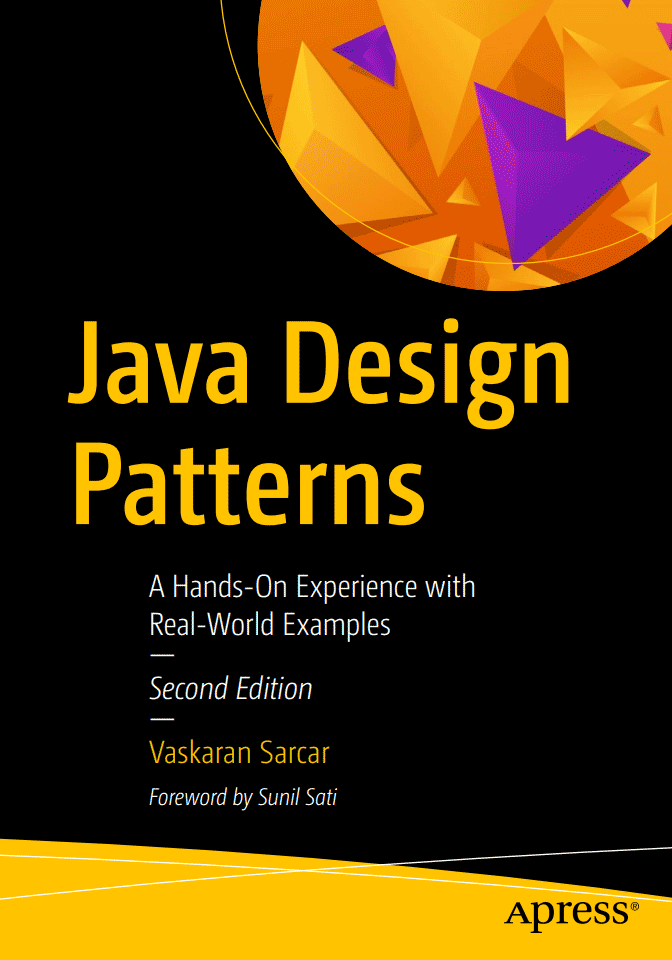 Java Design
Patterns
A Hands-On Experience with
Real-World Examples
—
Second Edition
—
Vaskaran Sarcar
Foreword by Sunil Sati
Apress®